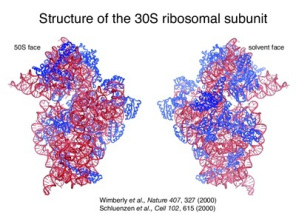 Structure of the 30S ribosomal subunit
50S face
solvent face
Wimberly et al., Nature 407, 327 (2000)
Schluenzen et al., Cell 102, 615 (2000)